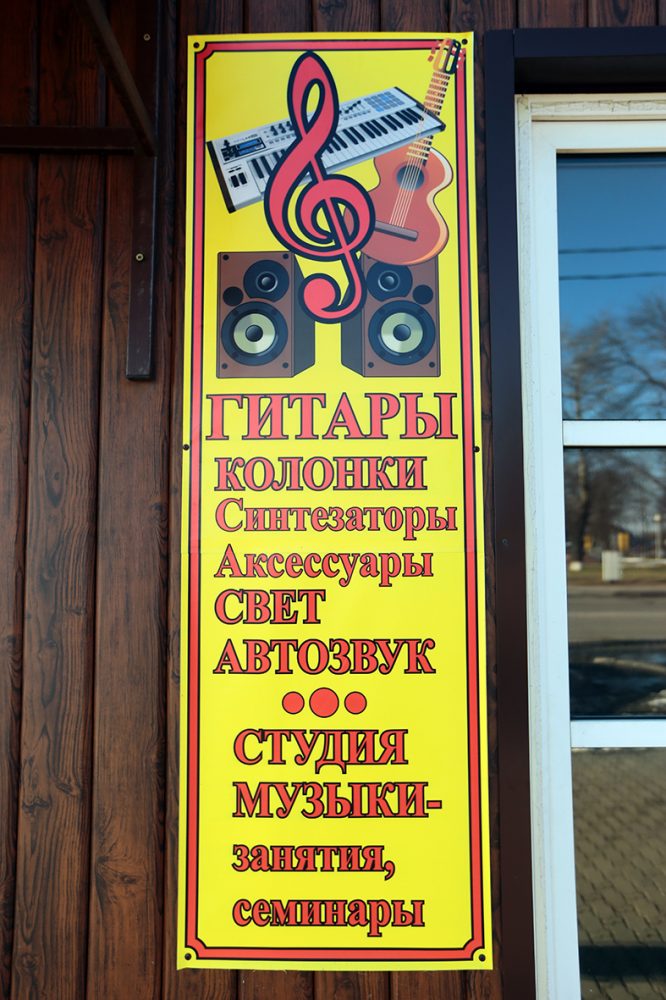 ГИТАРЫ
КОЛОНКИ
Синтезаторы
Аксессуары
СВЕТ
АВТОЗВУК
СТУДИЯ
МУЗЫКИ-
занятия,
семинары